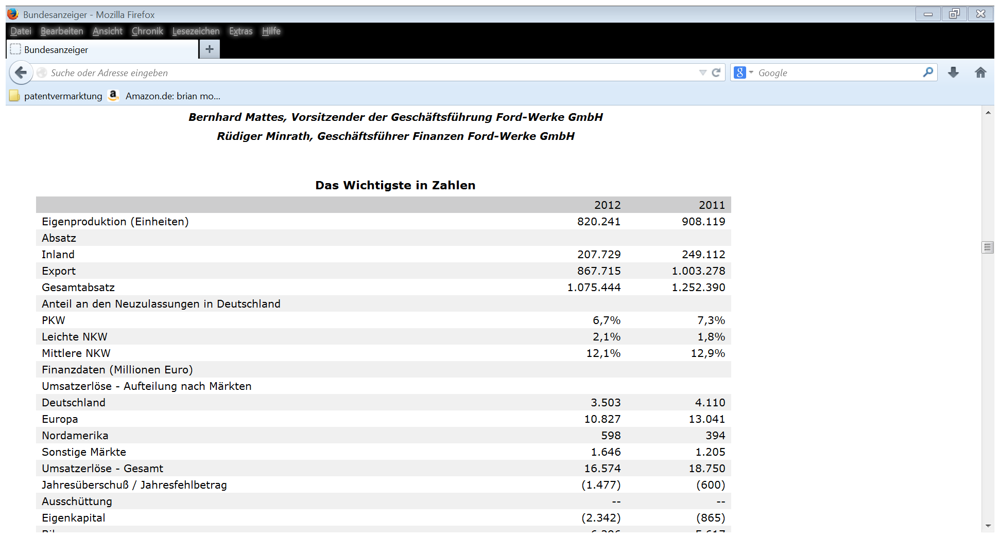 Bundesanzeiger - Mozilla Firefox
Datei Bearbeiten Ansicht Chronik Lesezeichen Extras Hilfe
Bundesanzeiger
Suche oder Adresse eingeben
Google
patentvermarktung Amazon.de: brian mo...
Bernhard Mattes, Vorsitzender der Geschäftsführung Ford-Werke GmbH
Rüdiger Minrath, Geschäftsführer Finanzen Ford-Werke GmbH
Das Wichtigste in Zahlen
2012 2011
Eigenproduktion (Einheiten) 820.241 908.119
Absatz
Inland 207.729 249.112
Export 867.715 1.003.278
Gesamtabsatz 1.075.444 1.252.390
Anteil an den Neuzulassungen in Deutschland
PKW 6,7% 7,3%
Leichte NKW 2,1% 1,8%
Mittlere NKW 12,1% 12,9%
Finanzdaten (Millionen Euro)
Umsatzerlöse - Aufteilung nach Märkten
Deutschland 3.503 4.110
Europa 10.827 13.041
Nordamerika 598 394
Sonstige Märkte 1.646 1.205
Umsatzerlöse - Gesamt 16.574 18.750
Jahresüberschuß / Jahresfehlbetrag (1.477) (600)
Ausschüttung -- --
Eigenkapital (2.342) (865)